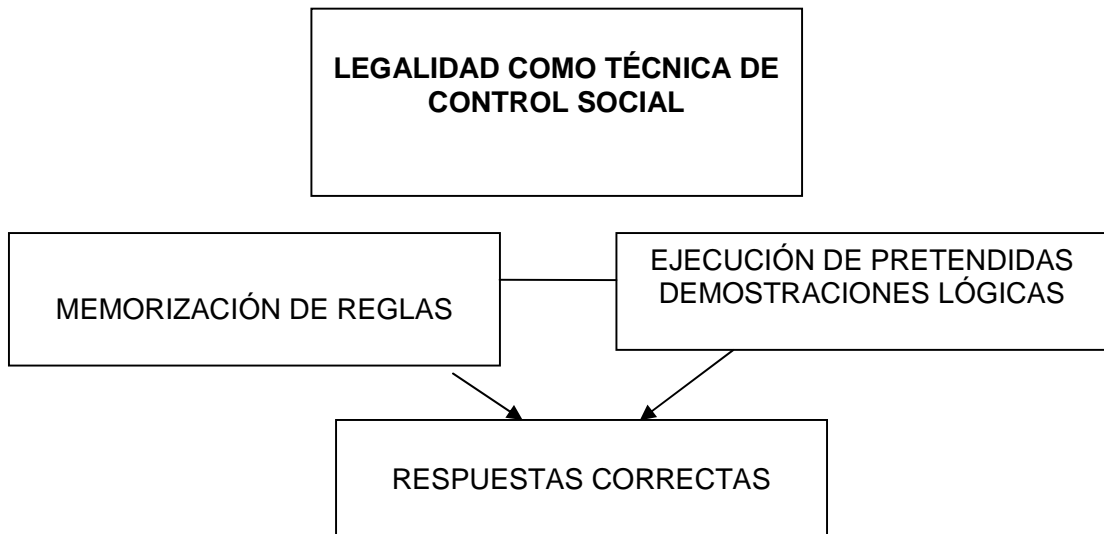 LEGALIDAD COMO TÉCNICA DE
CONTROL SOCIAL
MEMORIZACIÓN DE REGLAS
EJECUCIÓN DE PRETENDIDAS
DEMOSTRACIONES LÓGICAS
RESPUESTAS CORRECTAS